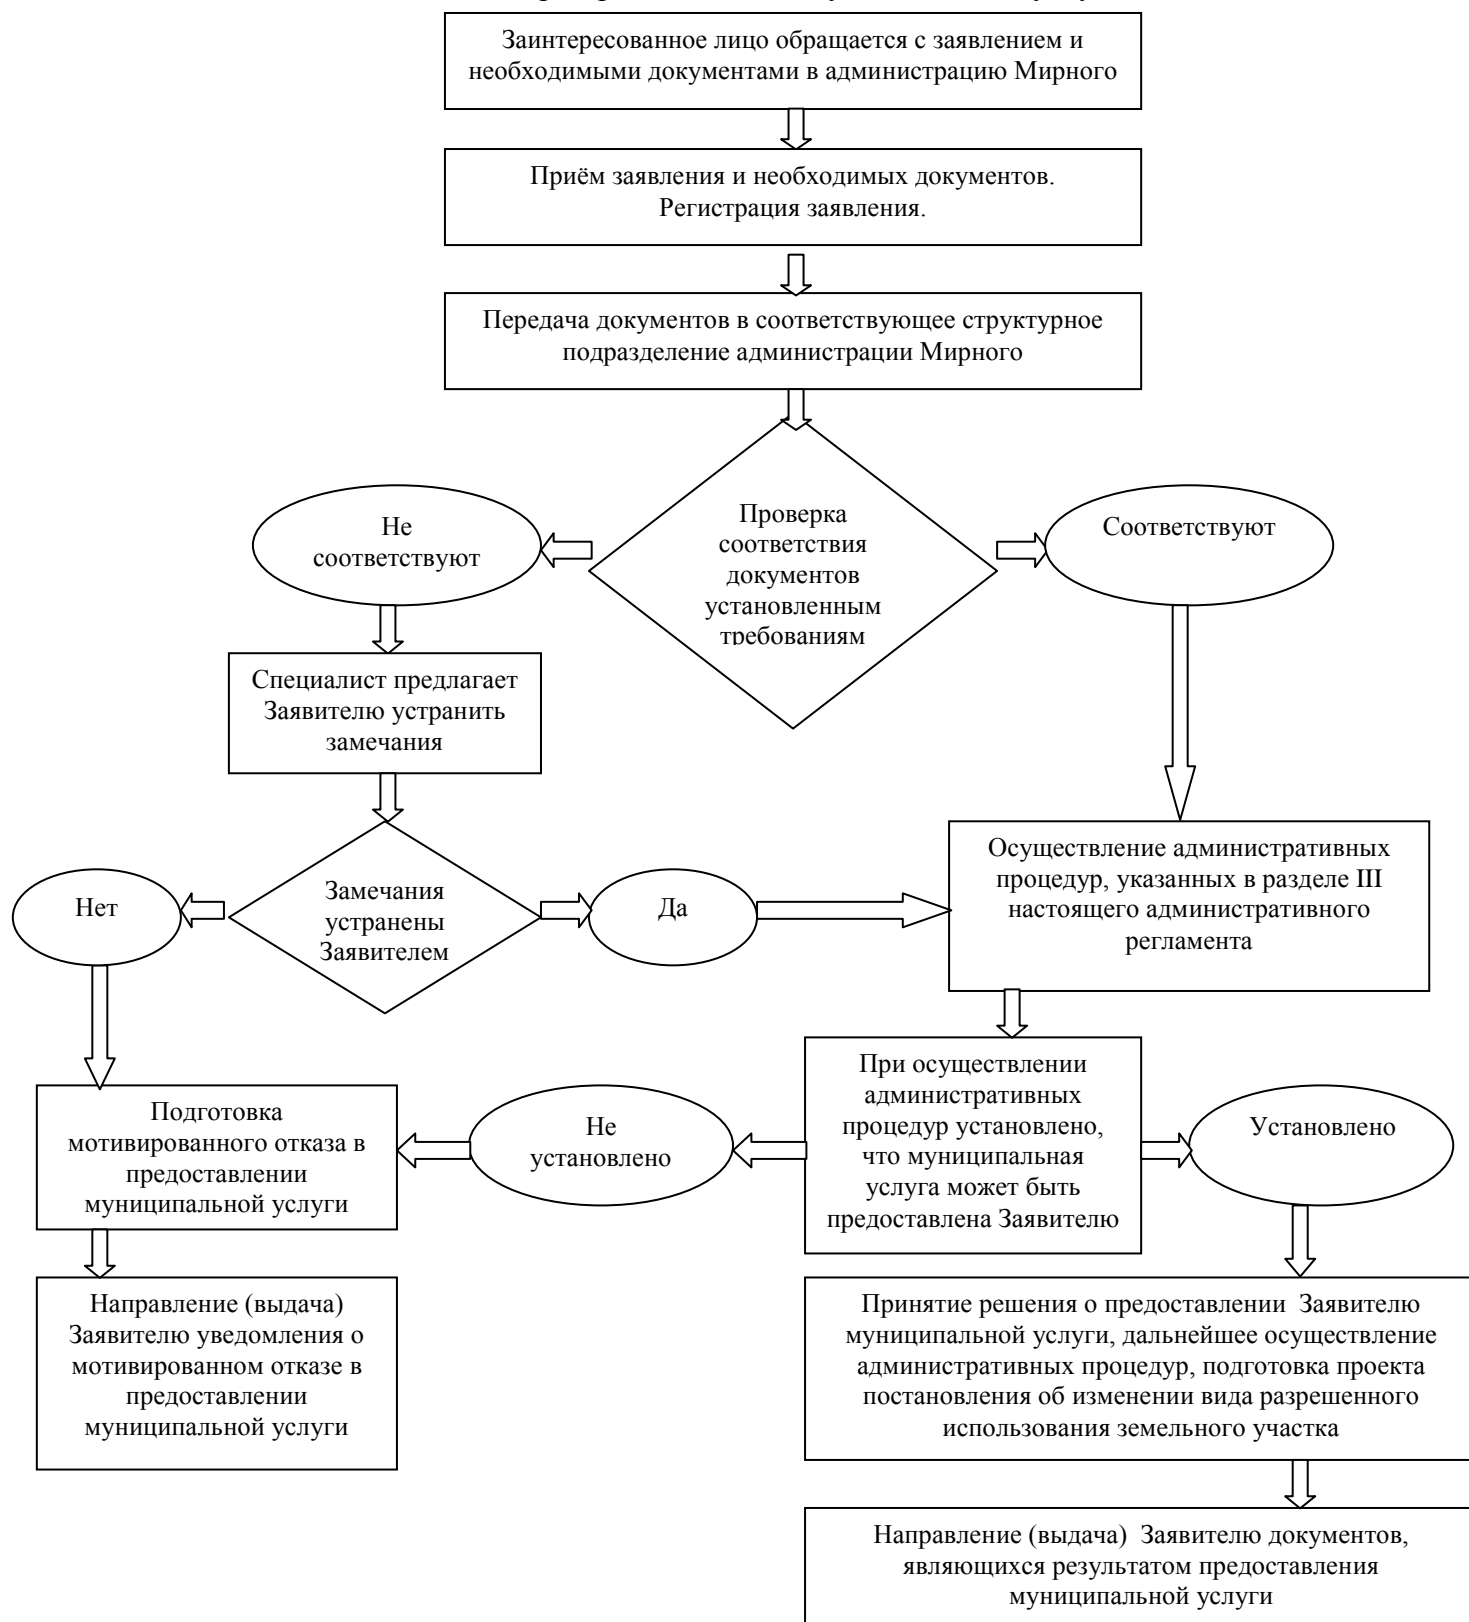 Заинтересованное лицо обращается с заявлением и
необходимыми документами в администрацию Мирного
Приём заявления и необходимых документов.
Регистрация заявления.
Передача документов в соответствующее структурное
подразделение администрации Мирного
Проверка
соответствия
документов
установленным
требованиям
Не
соответствуют
Соответствуют
Специалист предлагает
Заявителю устранить
замечания
Замечания
устранены
Заявителем
Нет
Да
Осуществление административных
процедур, указанных в разделе III
настоящего административного
регламента
При осуществлении
административных
процедур установлено,
что муниципальная
услуга может быть
предоставлена Заявителю
Не
установлено
Установлено
Подготовка
мотивированного отказа в
предоставлении
муниципальной услуги
Направление (выдача)
Заявителю уведомления о
мотивированном отказе в
предоставлении
муниципальной услуги
Принятие решения о предоставлении Заявителю
муниципальной услуги, дальнейшее осуществление
административных процедур, подготовка проекта
постановления об изменении вида разрешенного
использования земельного участка
Направление (выдача) Заявителю документов,
являющихся результатом предоставления
муниципальной услуги